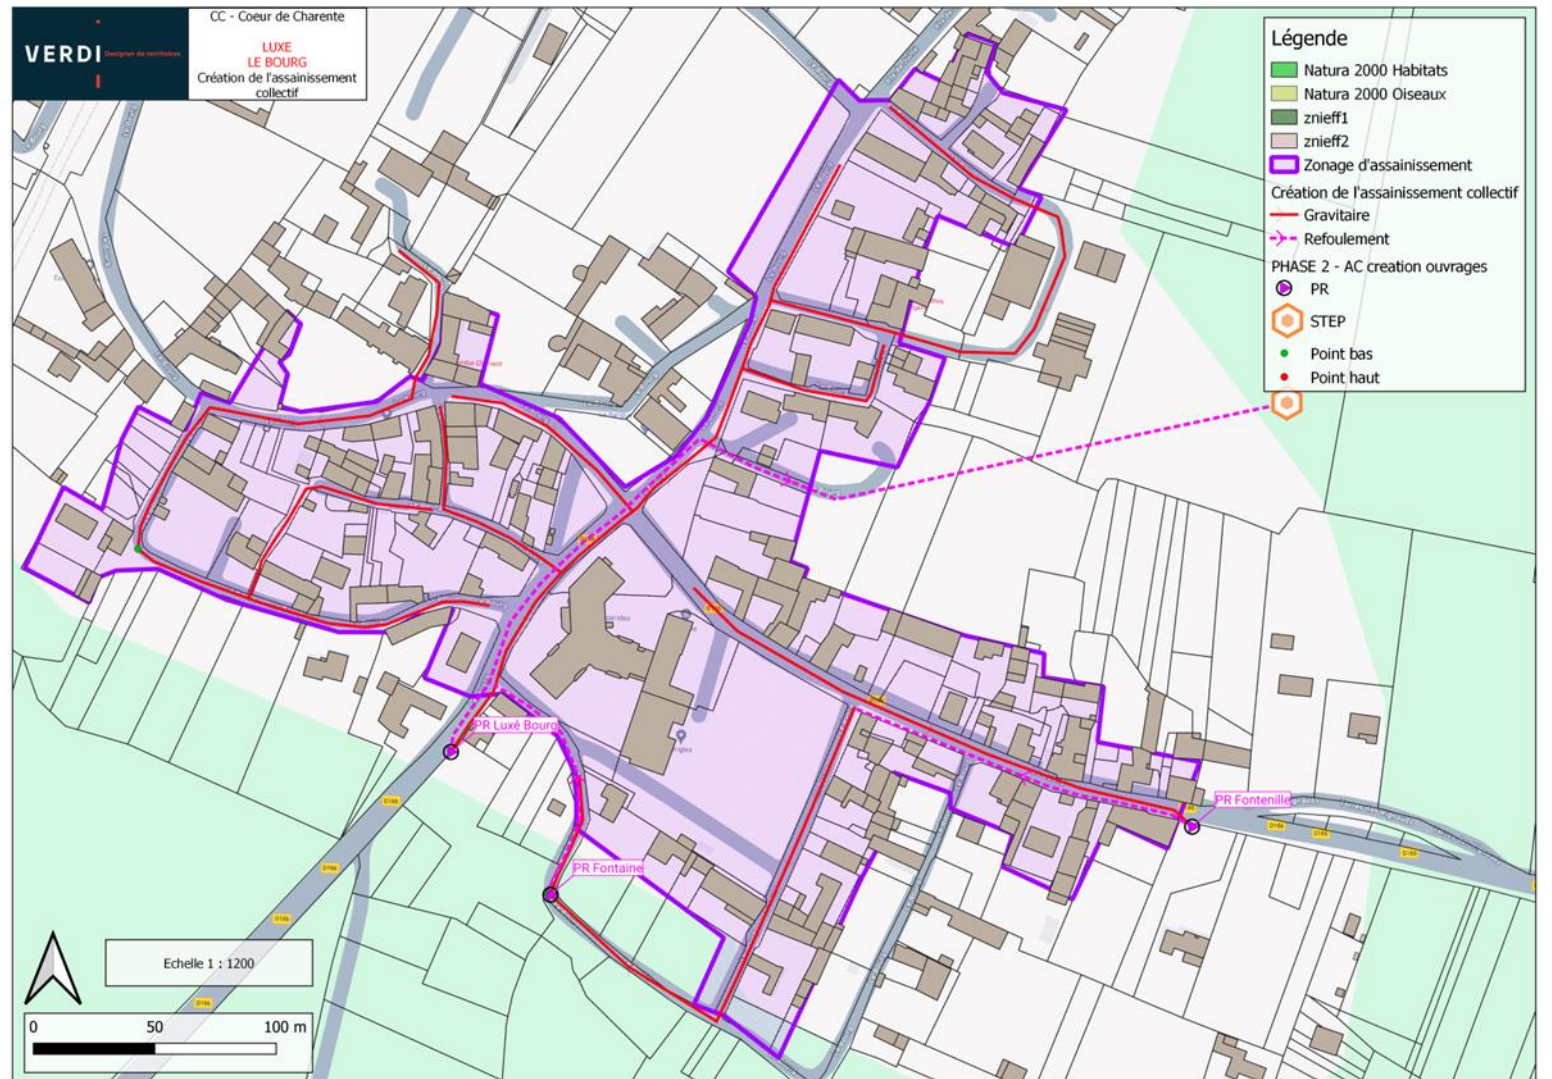 VERDI Designer de territoires
CC - Coeur de Charente
LUXE
LE BOURG
Création de l'assainissement
collectif
Légende
Natura 2000 Habitats
Natura 2000 Oiseaux
znieff1
znieff2
Zonage d'assainissement
Création de l'assainissement collectif
Gravitaire
Refoulement
PHASE 2 - AC creation ouvrages
PR
STEP
Point bas
Point haut
PR Luxé Bourg
PR Fontenille
PR Fontaine
D186
D186
D186
D186
Echelle 1 : 1200
0 50 100 m